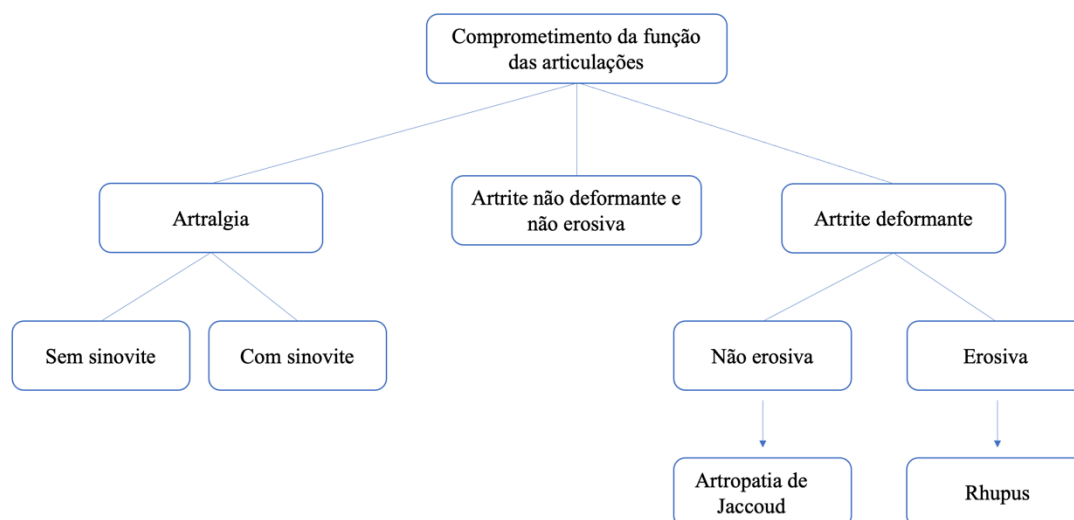 Comprometimento da função
das articulações
Artralgia
Artrite não deformante e
não erosiva
Artrite deformante
Sem sinovite
Com sinovite
Não erosiva
Erosiva
Artropatia de
Jaccoud
Rhupus